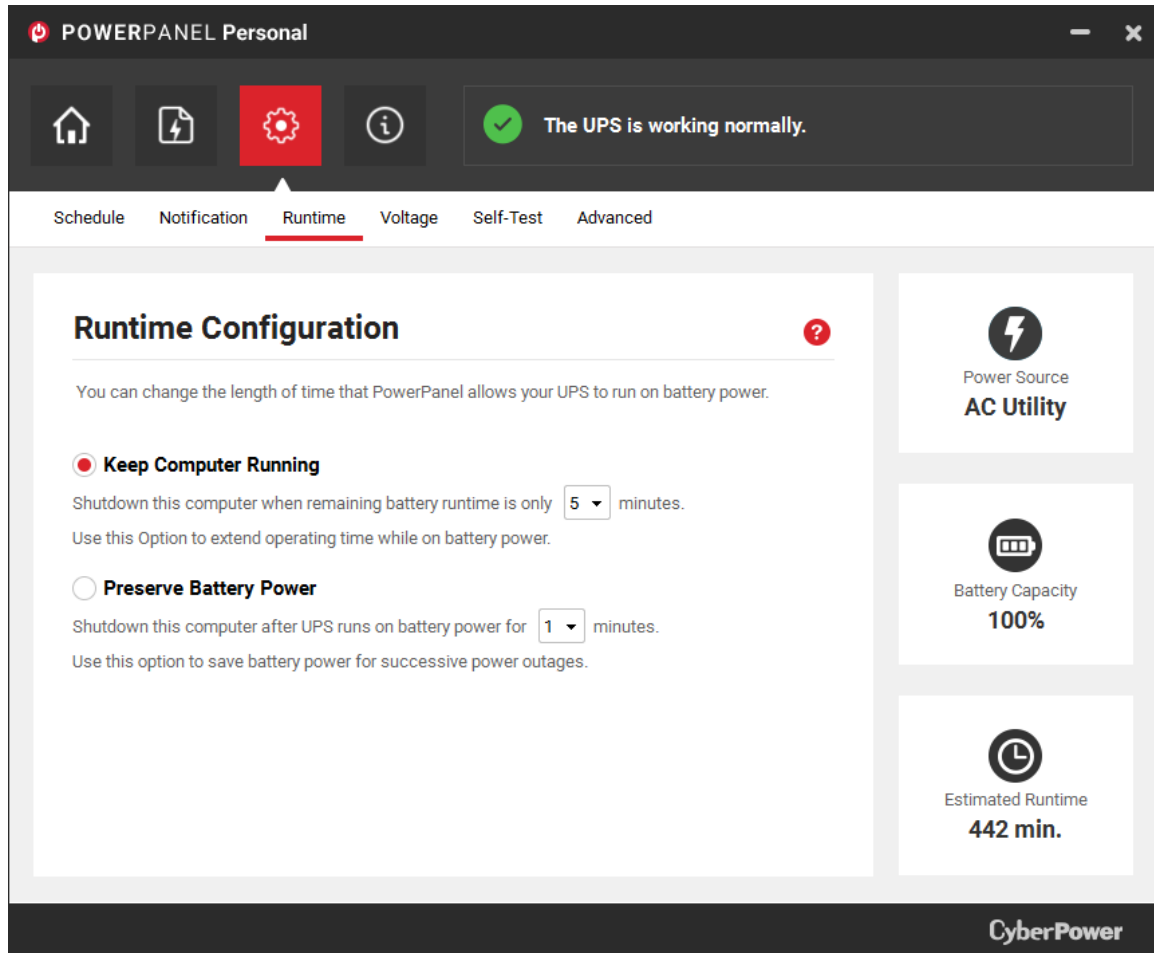 POWERPANEL Personal
The UPS is working normally.
Schedule Notification Runtime Voltage Self-Test Advanced
Runtime Configuration
?
You can change the length of time that PowerPanel allows your UPS to run on battery power.
Keep Computer Running
Shutdown this computer when remaining battery runtime is only 5 minutes.
Use this Option to extend operating time while on battery power.
Preserve Battery Power
Shutdown this computer after UPS runs on battery power for 1 minutes.
Use this option to save battery power for successive power outages.
Power Source
AC Utility
Battery Capacity
100%
Estimated Runtime
442 min.
CyberPower